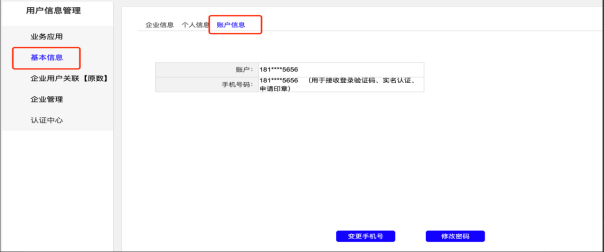 用户信息管理
业务应用
基本信息
企业用户关联【原数】
企业管理
认证中心
企业信息 个人信息 账户信息
账户： 181****5656
手机号码： 181****5656 （用于接收登录验证码、实名认证、
申请印章）
变更手机号 修改密码